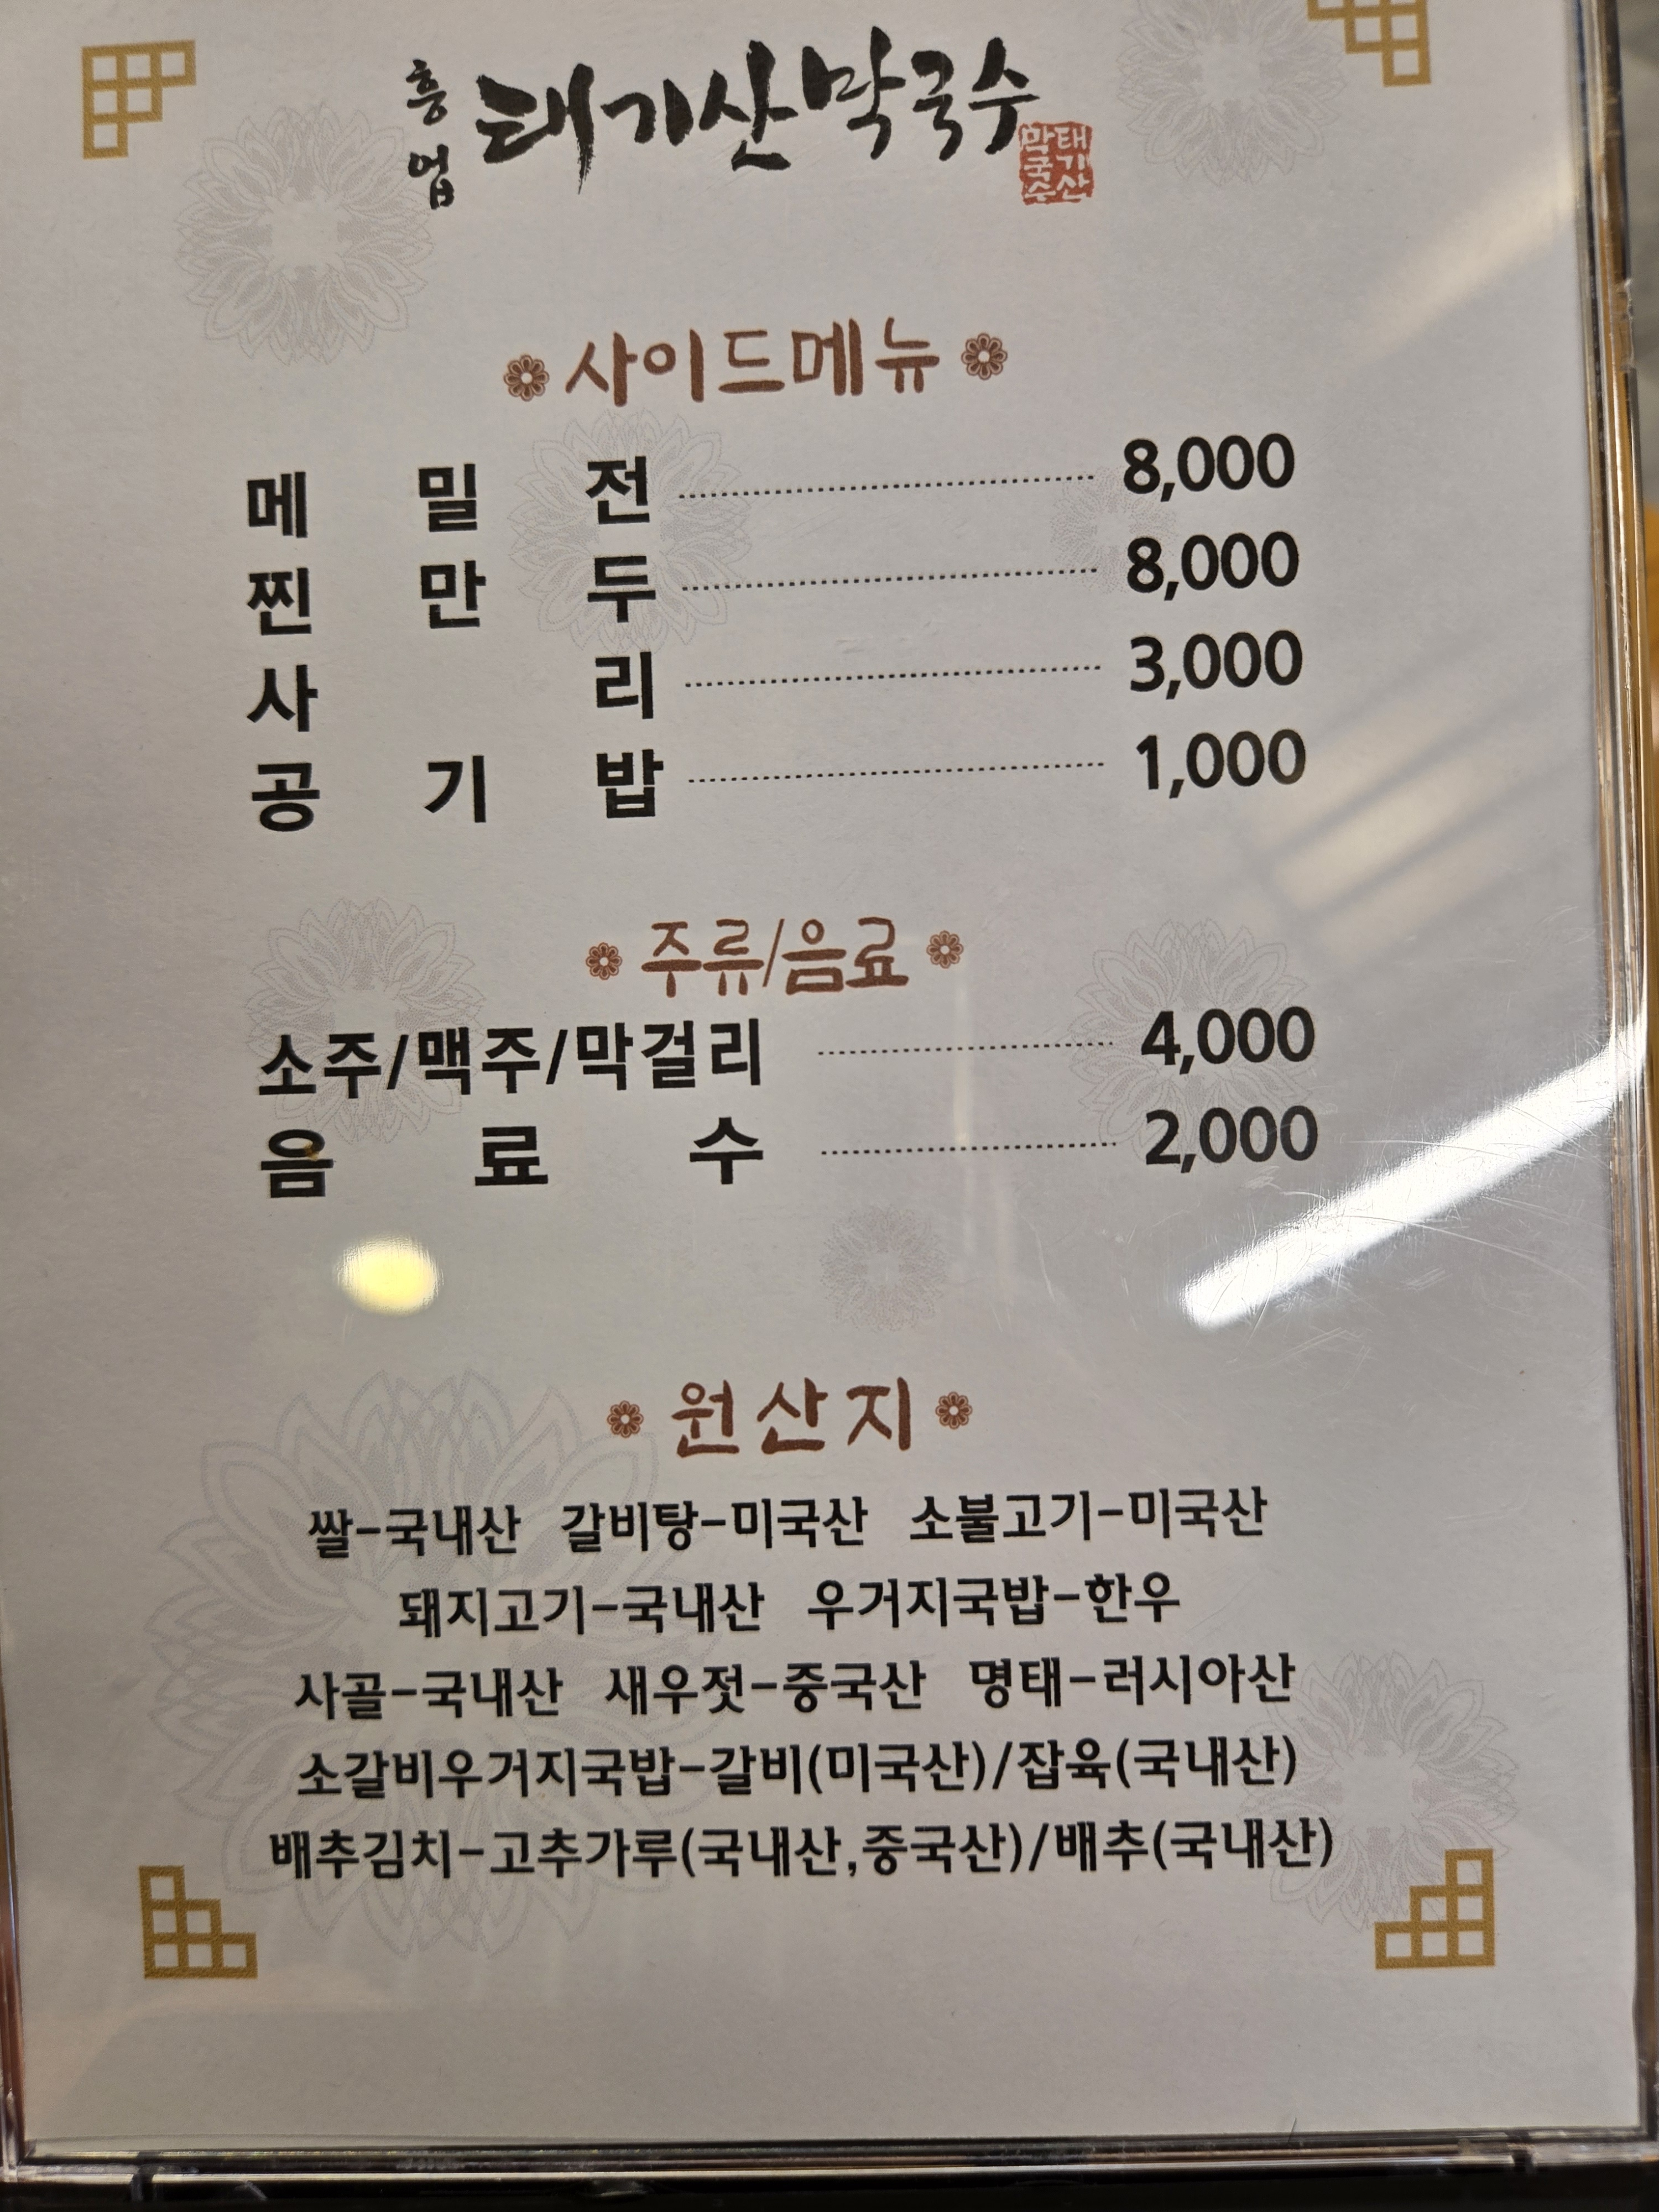 흥업 태기산막국수
태기산
막국수
사이드메뉴
메밀전 8,000
찐만두 8,000
사리 3,000
공기밥 1,000
주류/음료
소주/맥주/막걸리 4,000
음료수 2,000
원산지
쌀-국내산 갈비탕-미국산 소불고기-미국산
돼지고기-국내산 우거지국밥-한우
사골-국내산 새우젓-중국산 명태-러시아산
소갈비우거지국밥-갈비(미국산)/잡육(국내산)
배추김치-고추가루(국내산,중국산)/배추(국내산)